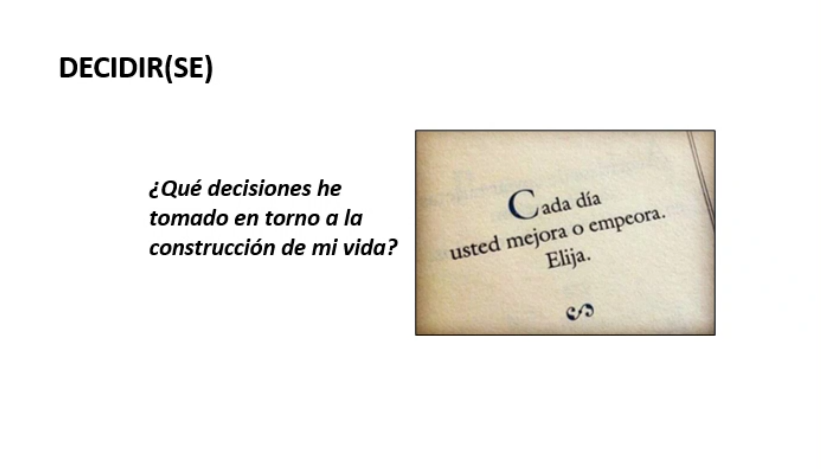 DECIDIR(SE)
¿Qué decisiones he
tomado en torno a la
construcción de mi vida?
Cada día
usted mejora o empeora.
Elija.